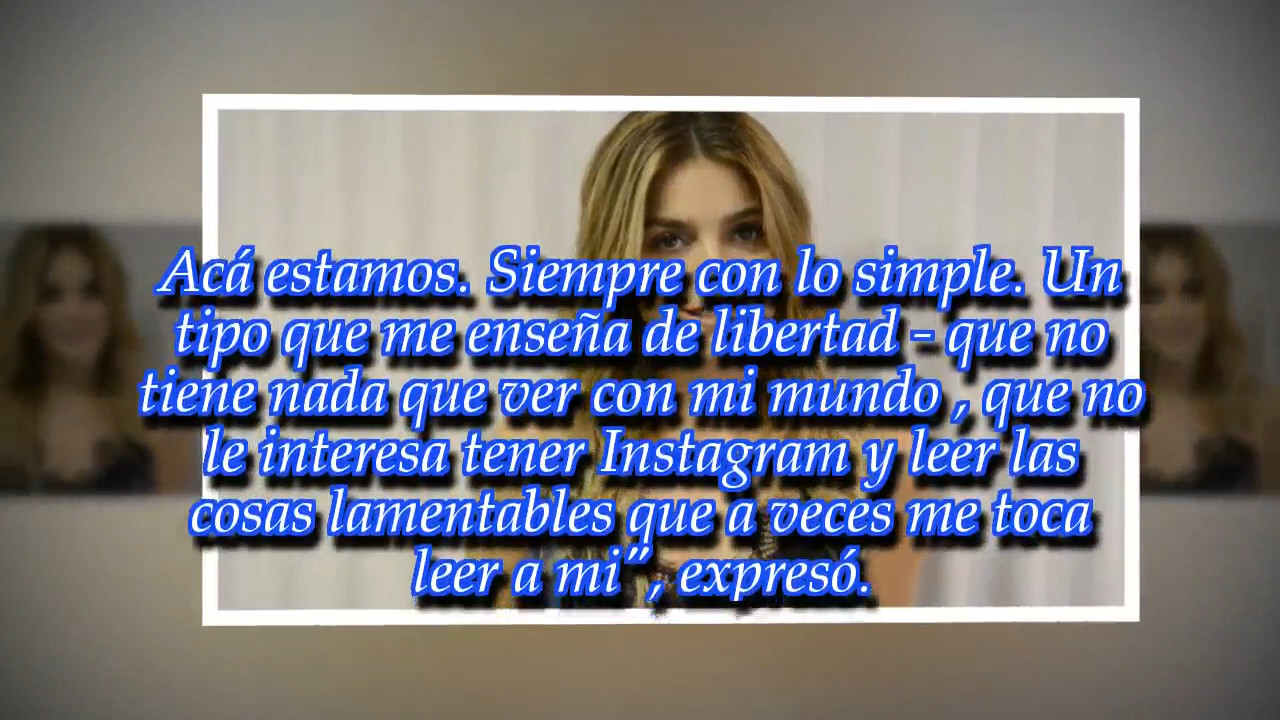 Acá estamos. Siempre con lo simple. Un
tipo que me enseña de libertad - que no
tiene nada que ver con mi mundo , que no
le interesa tener Instagram y leer las
cosas lamentables que a veces me toca
leer a mi”, expresó.